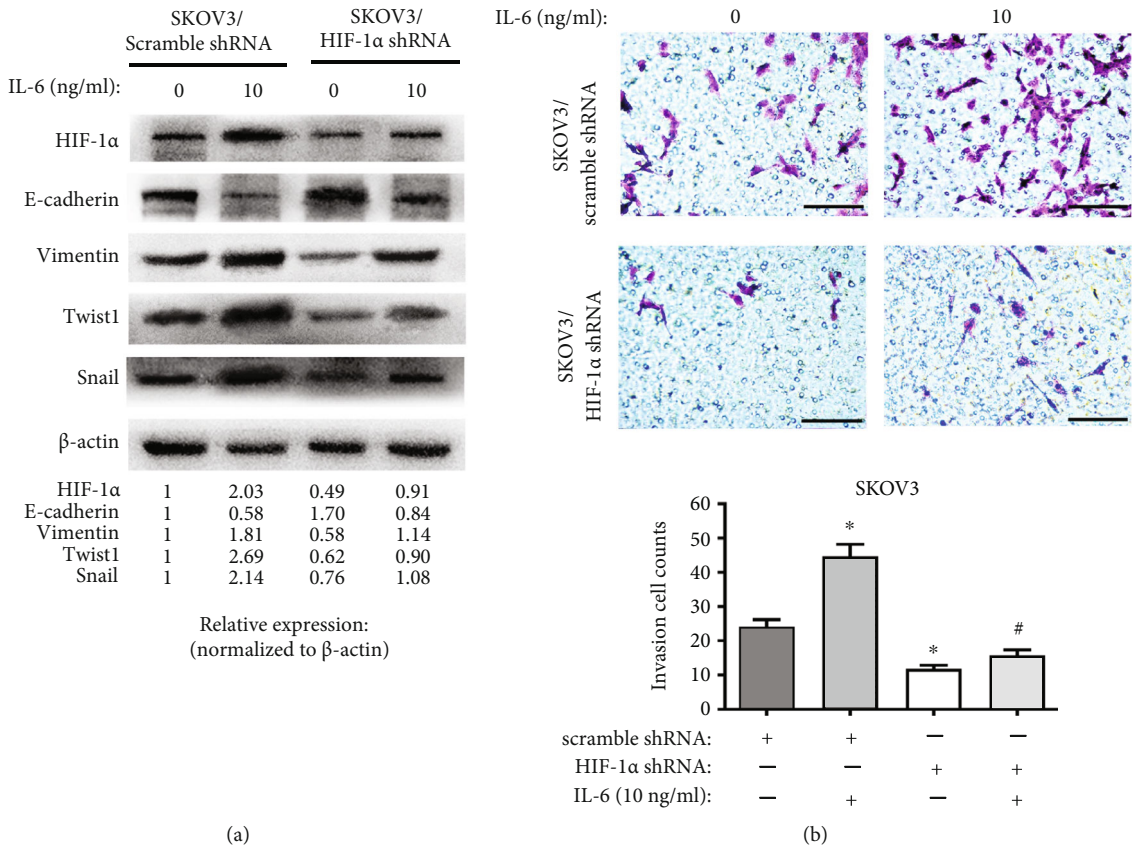 SKOV3/
Scramble shRNA
SKOV3/
HIF-1α shRNA
IL-6 (ng/ml): 0 10 0 10
HIF-1α
E-cadherin
Vimentin
Twist1
Snail
β-actin
HIF-1α 1 2.03 0.49 0.91
E-cadherin 1 0.58 1.70 0.84
Vimentin 1 1.81 0.58 1.14
Twist1 1 2.69 0.62 0.90
Snail 1 2.14 0.76 1.08
Relative expression:
(normalized to β-actin)
(a)
IL-6 (ng/ml): 0 10
SKOV3/
scramble shRNA
SKOV3/
HIF-1α shRNA
SKOV3
Invasion cell counts
60
50
40
30
20
10
0
*
*
#
scramble shRNA: + + — —
HIF-1α shRNA: — — + +
IL-6 (10 ng/ml): — + — +
(b)